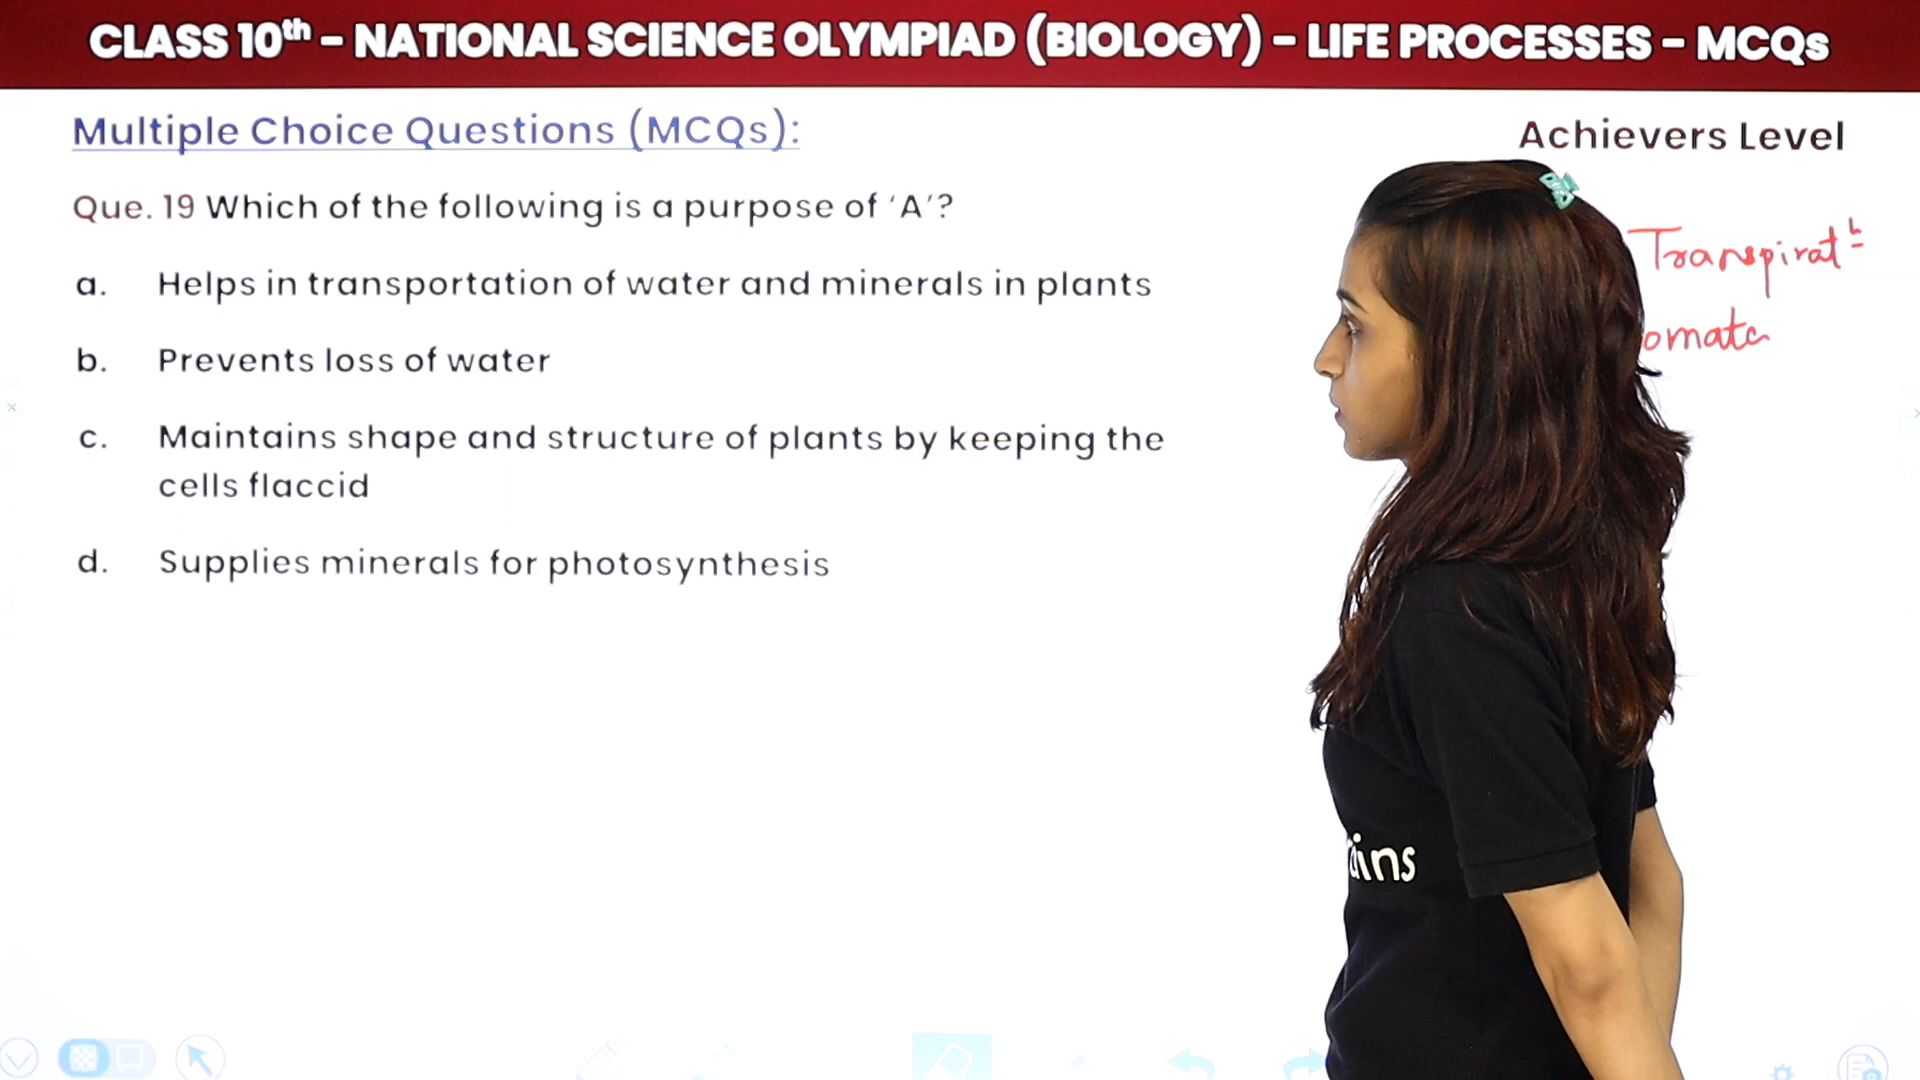 CLASS 10th - NATIONAL SCIENCE OLYMPIAD (BIOLOGY) - LIFE PROCESSES - MCQs
Multiple Choice Questions (MCQs):
Achievers Level
Que. 19 Which of the following is a purpose of ‘A’?
a. Helps in transportation of water and minerals in plants
b. Prevents loss of water
c. Maintains shape and structure of plants by keeping the
cells flaccid
d. Supplies minerals for photosynthesis
Transpirat
omata
ains